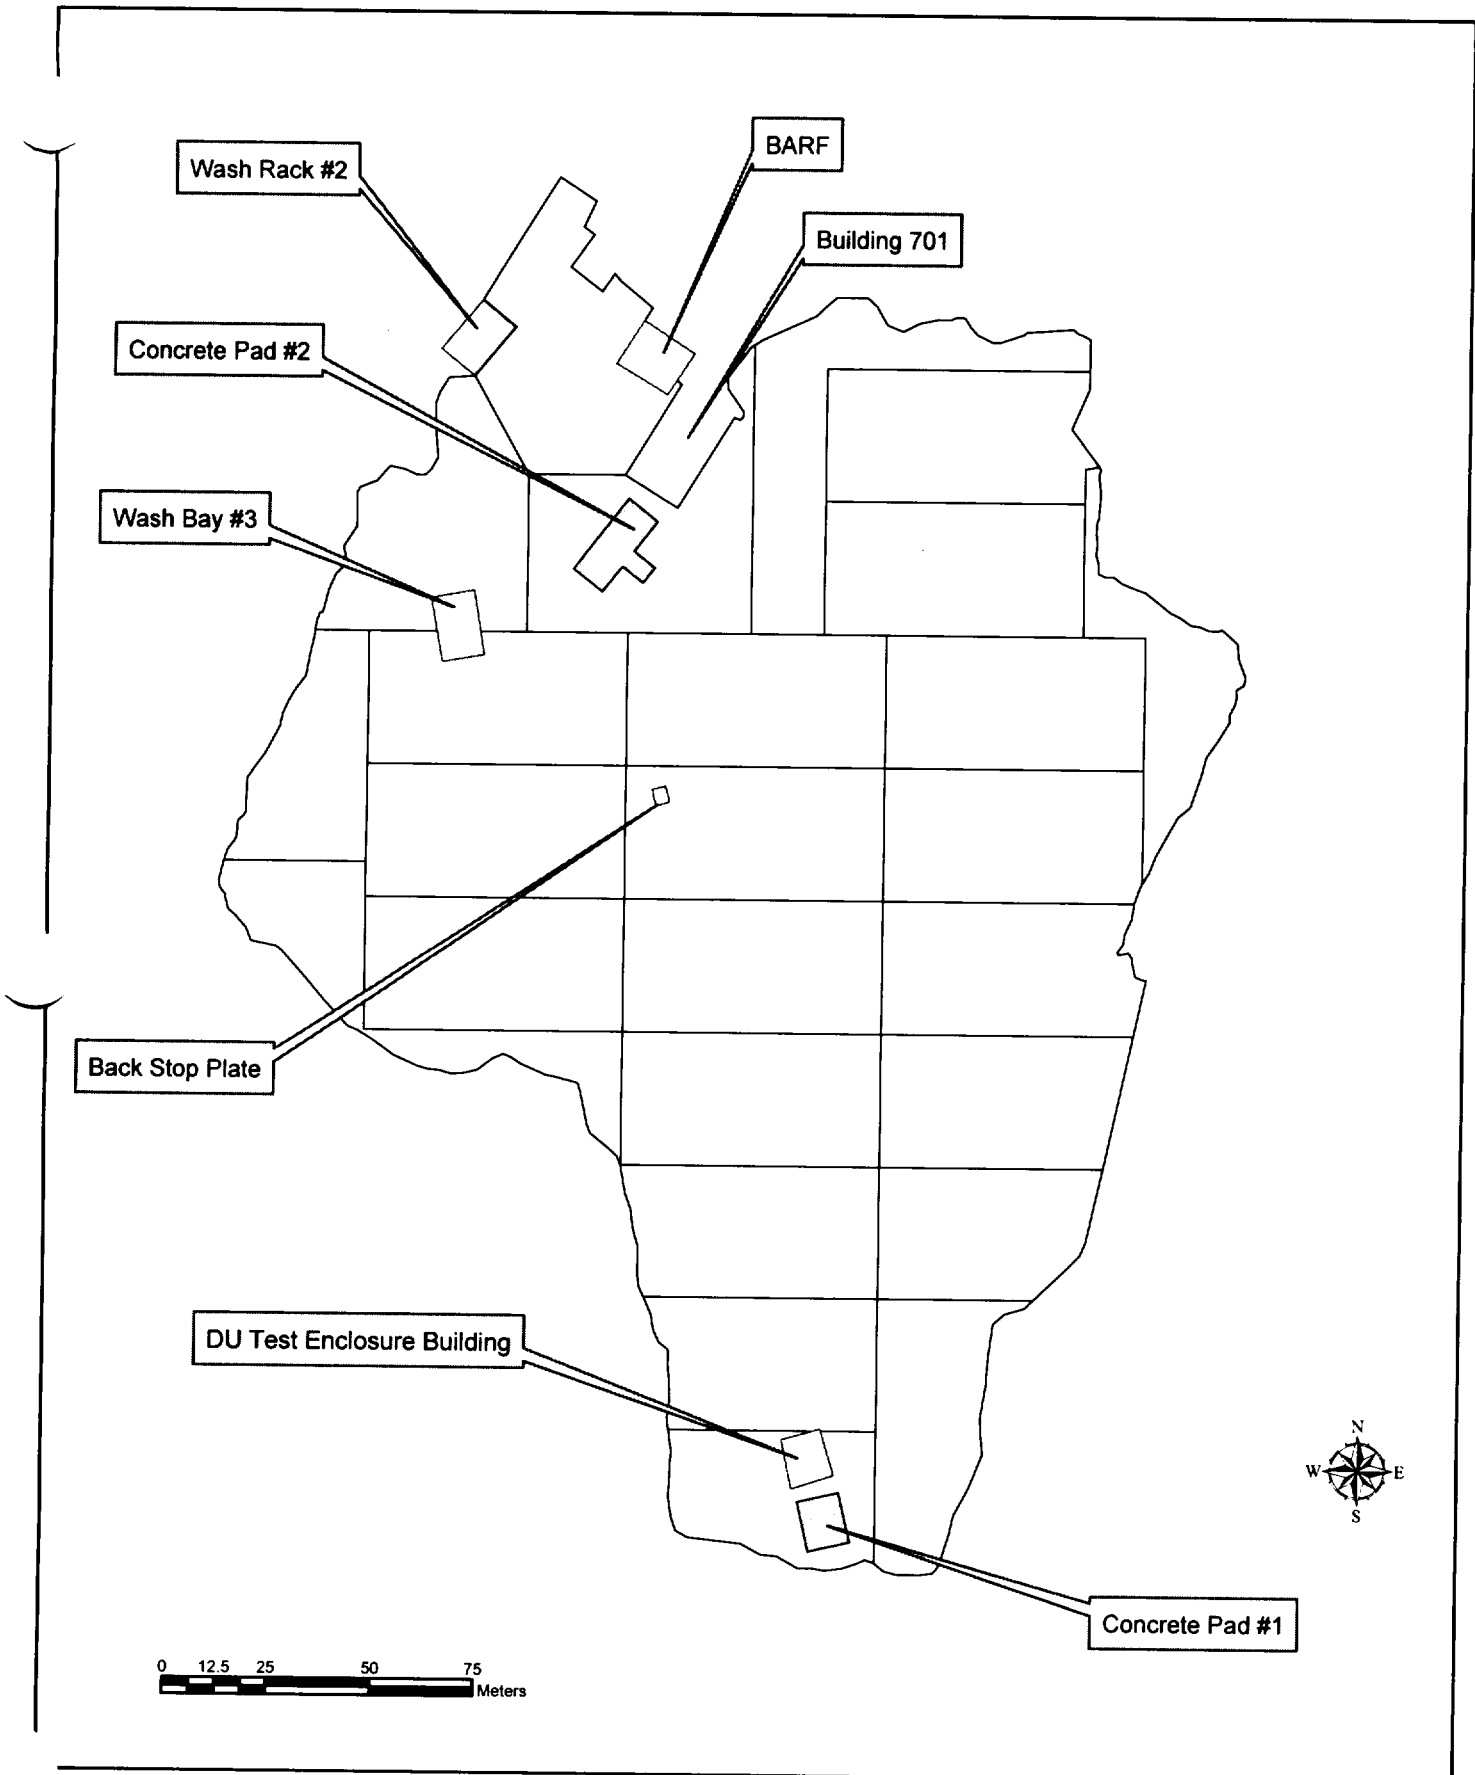 BARF
Wash Rack #2
Building 701
Concrete Pad #2
Wash Bay #3
Back Stop Plate
DU Test Enclosure Building
N
W E
S
Concrete Pad #1
0 12.5 25 50 75
Meters